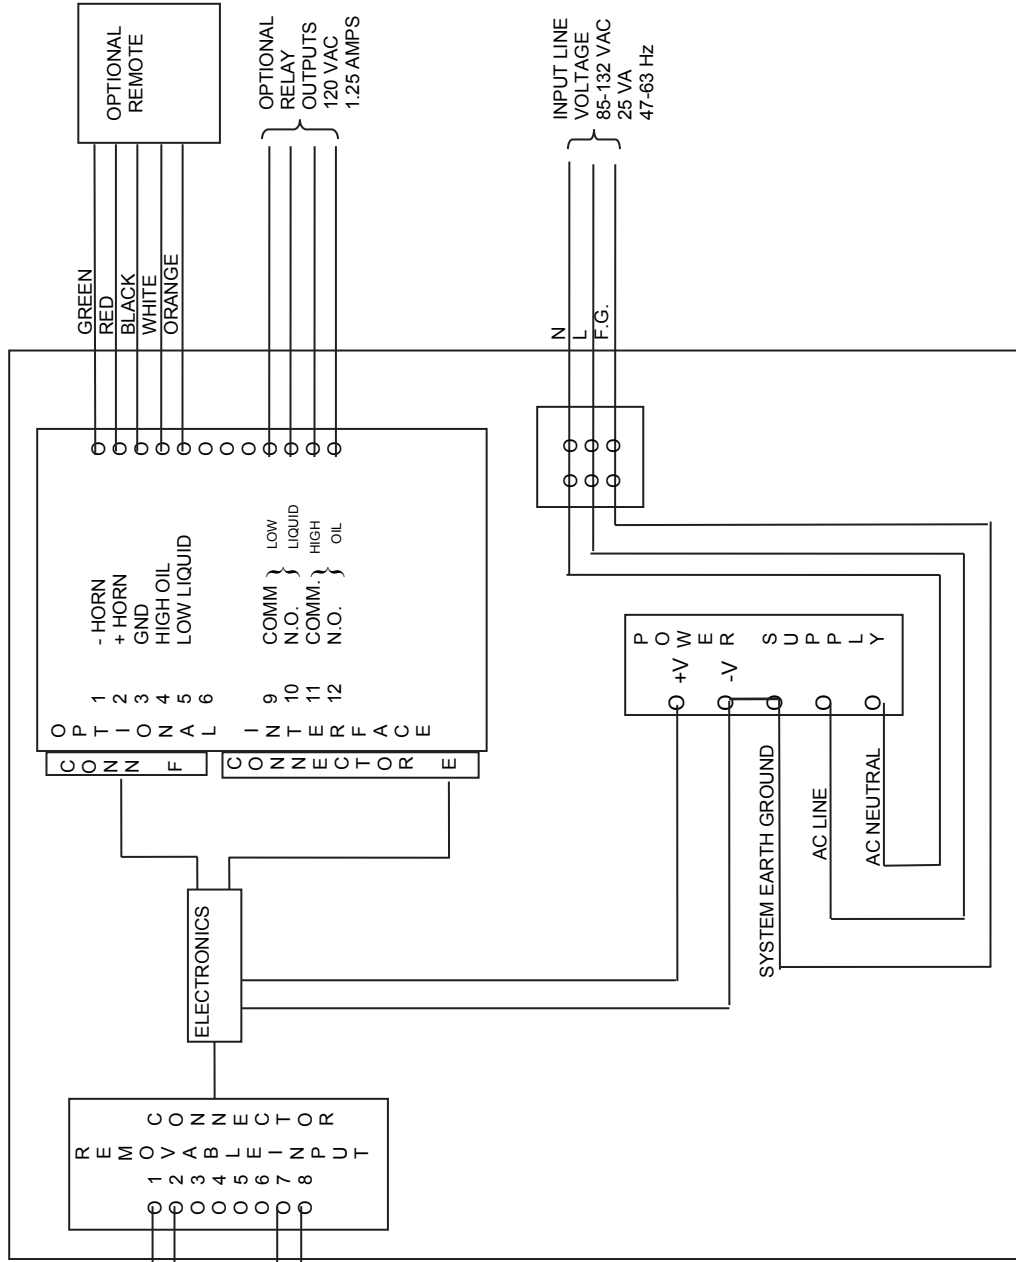 OPTIONAL
REMOTE
OPTIONAL
RELAY
OUTPUTS
120 VAC
1.25 AMPS
INPUT LINE
VOLTAGE
85-132 VAC
25 VA
47-63 Hz
GREEN
RED
BLACK
WHITE
ORANGE
N
L
F.G.
1 - HORN
2 + HORN
3 GND
4 HIGH OIL
5 LOW LIQUID
6
9 COMM
10 N.O.
LOW
LIQUID
11 COMM.
12 N.O.
HIGH
OIL
OPTIONAL INTERFACE
CONN F
CONNECTOR E
POWER SUPPLY
+V
-V
SYSTEM EARTH GROUND
AC LINE
AC NEUTRAL
ELECTRONICS
CONNECTOR
REMOVABLE INPUT
1
2
3
4
5
6
7
8